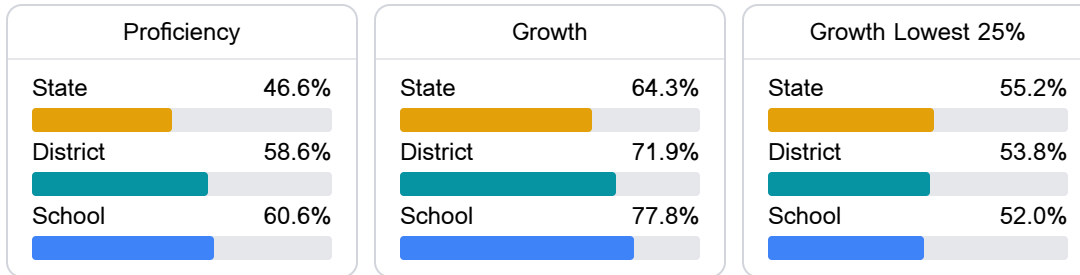 Proficiency
State 46.6%
District 58.6%
School 60.6%
Growth
State 64.3%
District 71.9%
School 77.8%
Growth Lowest 25%
State 55.2%
District 53.8%
School 52.0%